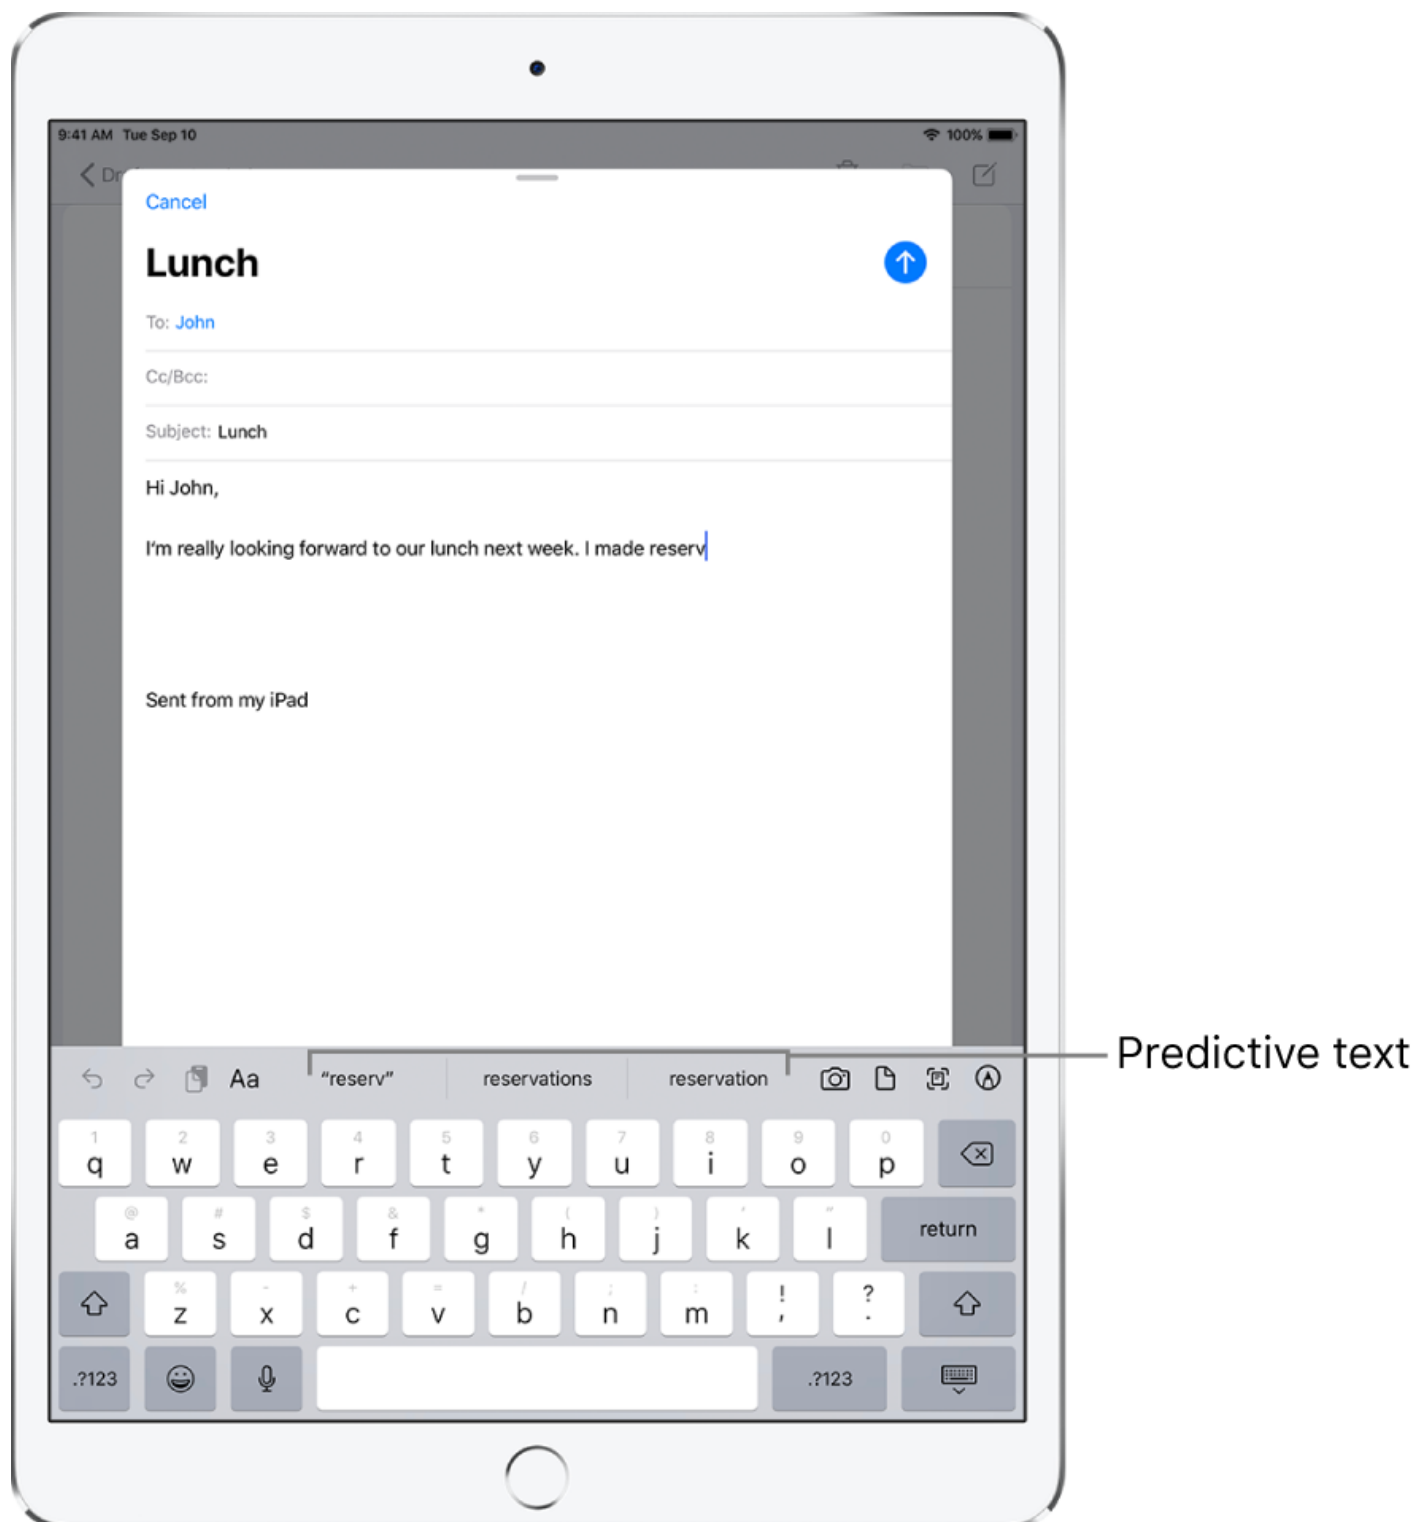 9:41 AM Tue Sep 10
100%
Cancel
Lunch
To: John
Cc/Bcc:
Subject: Lunch
Hi John,
I'm really looking forward to our lunch next week. I made reserv
Sent from my iPad
Predictive text
Aa "reserv" reservations reservation
1 2 3 4 5 6 7 8 9 0
q w e r t y u i o p
@ # $ & * ( ) ' "
a s d f g h j k l return
% - + = / ; : ! ?
z x c v b n m , .
.?123 .?123